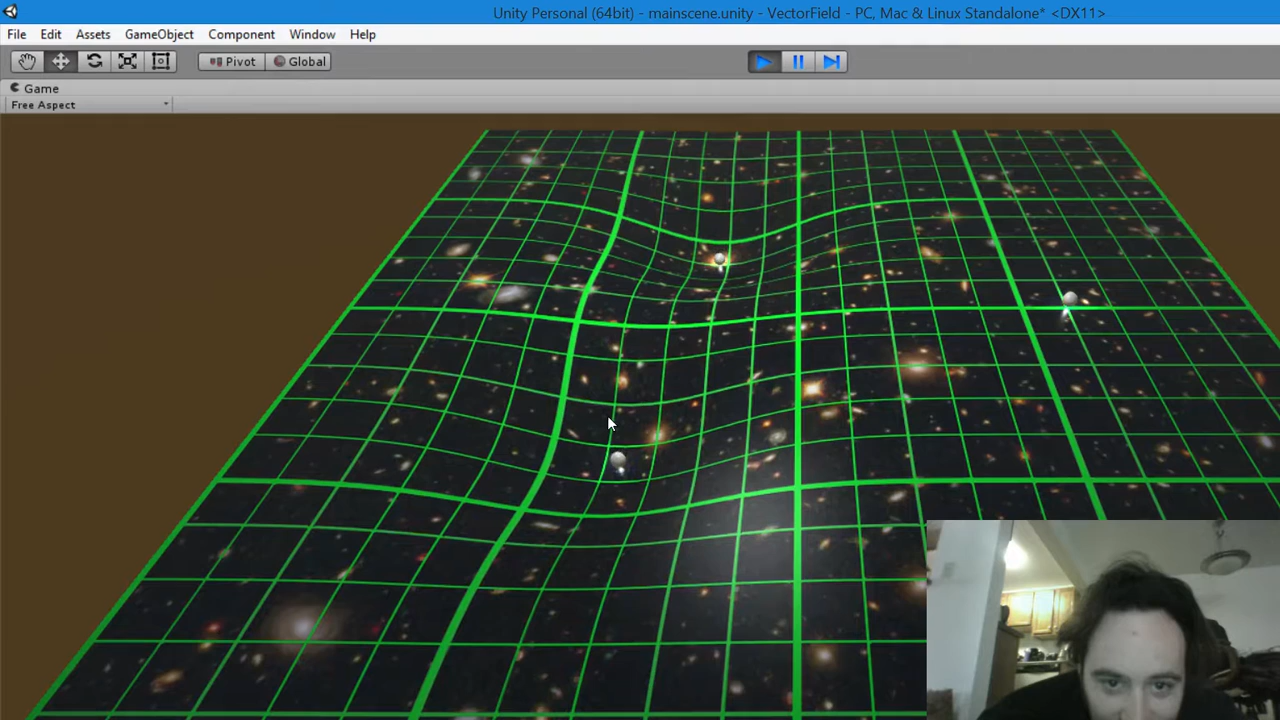 Unity Personal (64bit) - mainscene.unity - VectorField - PC, Mac & Linux Standalone* <DX11>
File Edit Assets GameObject Component Window Help
Pivot Global
Game
Free Aspect